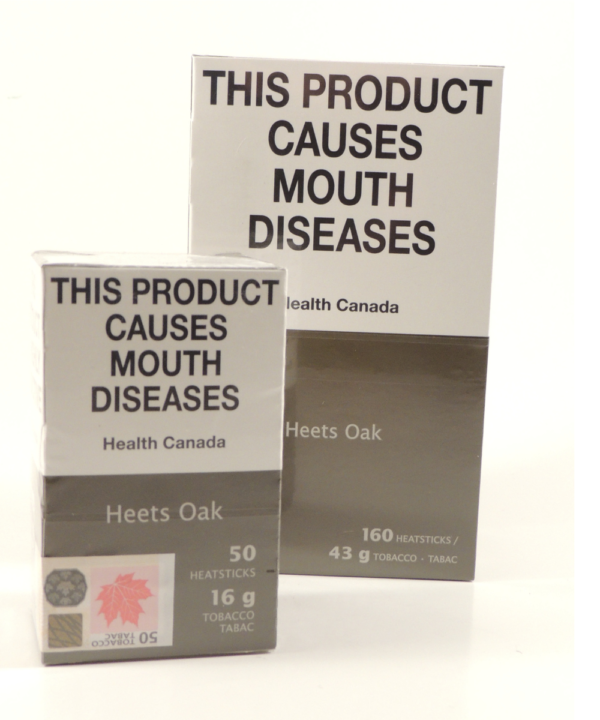 THIS PRODUCT
CAUSES
MOUTH
DISEASES
Health Canada
Heets Oak
50
HEATSTICKS
16 g
TOBACCO
TABAC
50 TOBACCO
TABAC
THIS PRODUCT
CAUSES
MOUTH
DISEASES
ealth Canada
Heets Oak
160 HEATSTICKS /
43 g TOBACCO - TABAC